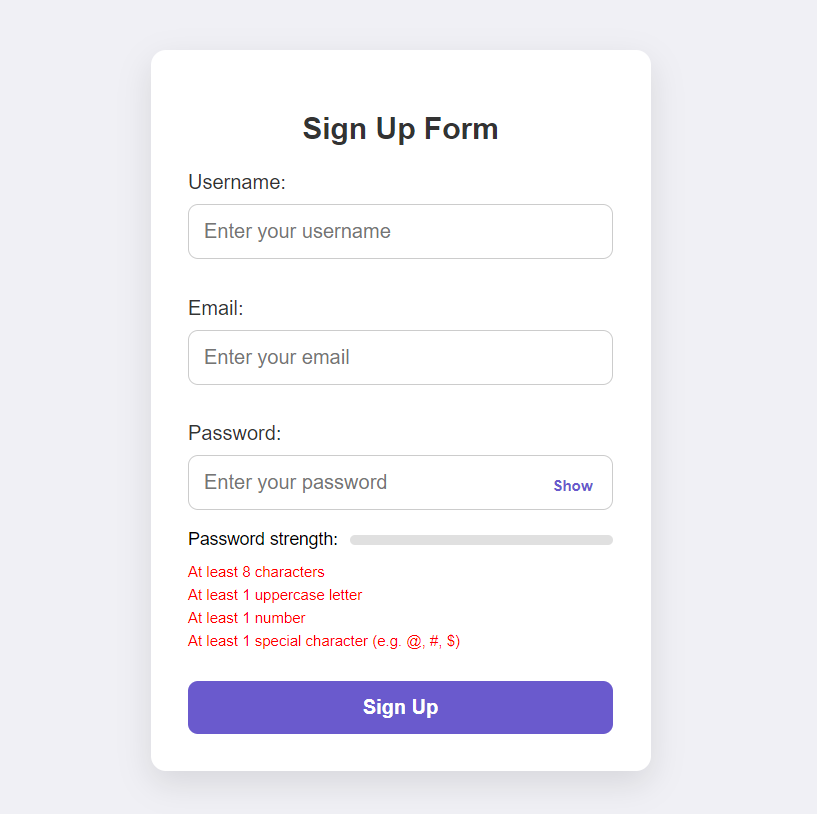 Sign Up Form
Username:
Enter your username
Email:
Enter your email
Password:
Enter your password Show
Password strength:
At least 8 characters
At least 1 uppercase letter
At least 1 number
At least 1 special character (e.g. @, #, $)
Sign Up